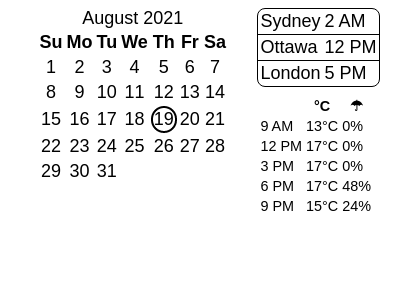 August 2021
Su Mo Tu We Th Fr Sa
1 2 3 4 5 6 7
8 9 10 11 12 13 14
15 16 17 18 19 20 21
22 23 24 25 26 27 28
29 30 31
Sydney 2 AM
Ottawa 12 PM
London 5 PM
°C ☂
9 AM 13°C 0%
12 PM 17°C 0%
3 PM 17°C 0%
6 PM 17°C 48%
9 PM 15°C 24%